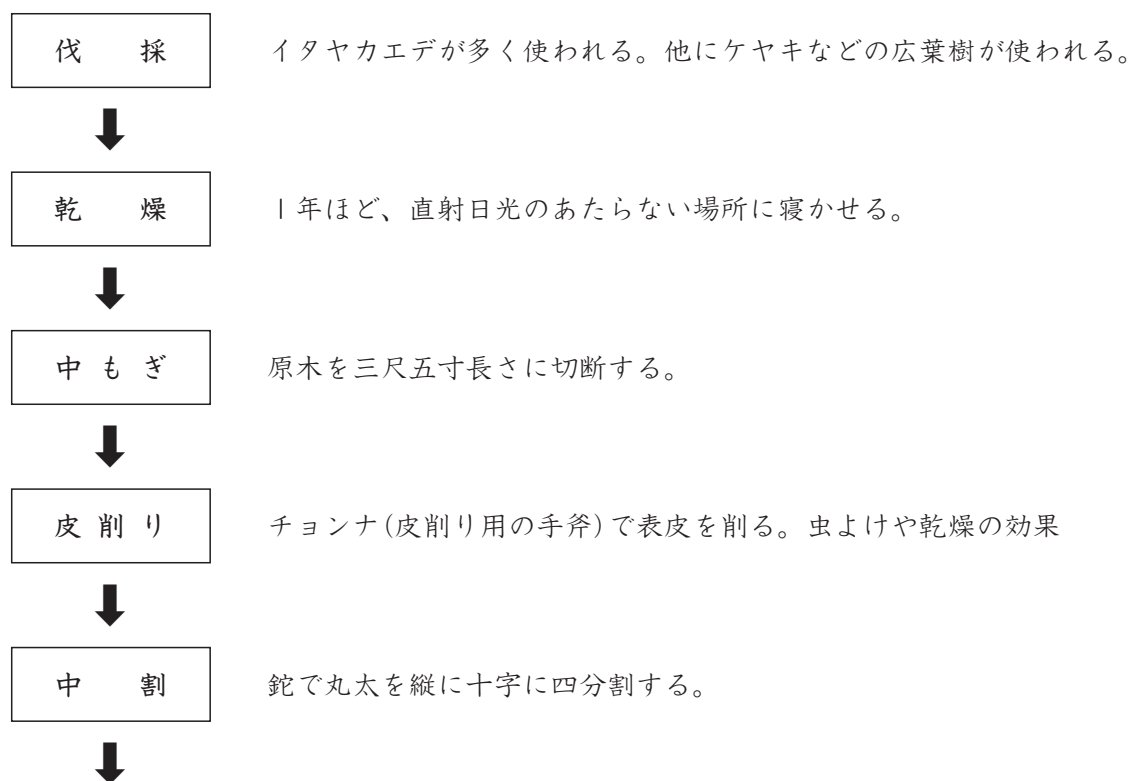 伐採 イタヤカエデが多く使われる。他にケヤキなどの広葉樹が使われる。
乾燥 1年ほど、直射日光のあたらない場所に寝かせる。
中もぎ 原木を三尺五寸長さに切断する。
皮削り チョンナ(皮削り用の手斧)で表皮を削る。虫よけや乾燥の効果
中割 鉈で丸太を縦に十字に四分割する。